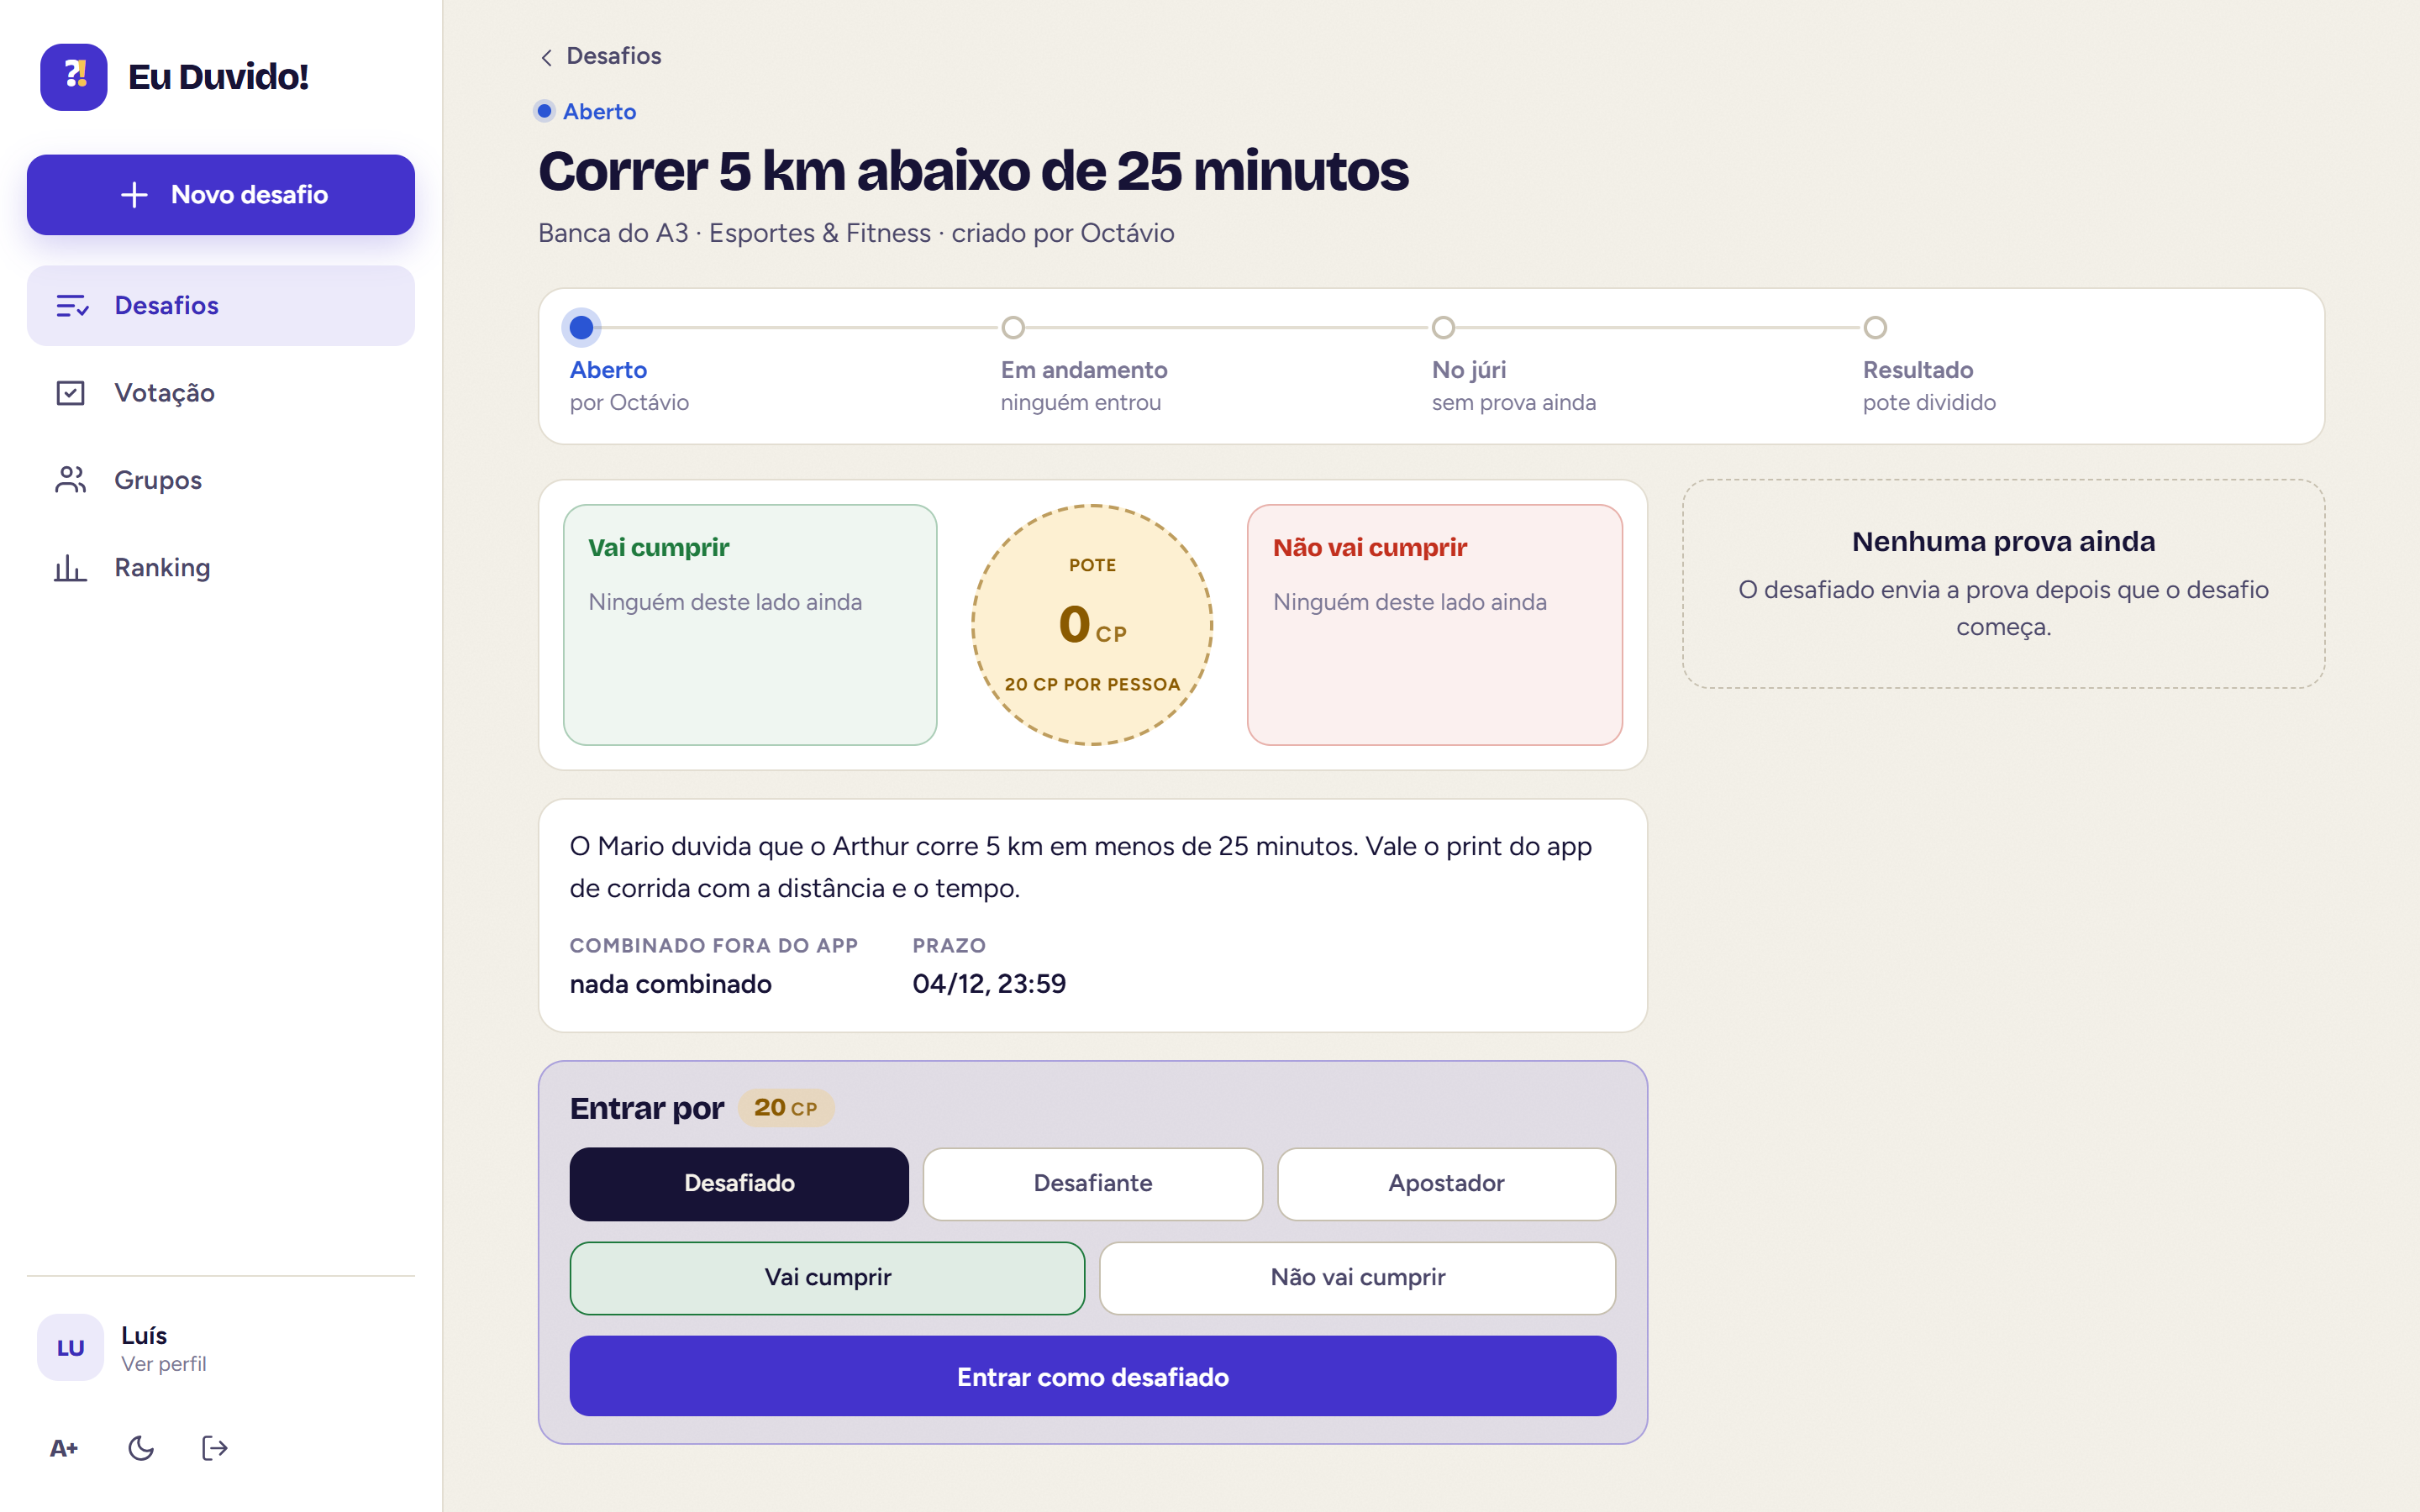 ?!
Eu Duvido!
Novo desafio
Desafios
Votação
Grupos
Ranking
LU
Luís
Ver perfil
A+
Desafios
Aberto
Correr 5 km abaixo de 25 minutos
Banca do A3 · Esportes & Fitness · criado por Octávio
Aberto
por Octávio
Em andamento
ninguém entrou
No júri
sem prova ainda
Resultado
pote dividido
Vai cumprir
Ninguém deste lado ainda
POTE
0 CP
20 CP POR PESSOA
Não vai cumprir
Ninguém deste lado ainda
Nenhuma prova ainda
O desafiado envia a prova depois que o desafio
começa.
O Mario duvida que o Arthur corre 5 km em menos de 25 minutos. Vale o print do app
de corrida com a distância e o tempo.
COMBINADO FORA DO APP
nada combinado
PRAZO
04/12, 23:59
Entrar por 20 CP
Desafiado
Desafiante
Apostador
Vai cumprir
Não vai cumprir
Entrar como desafiado